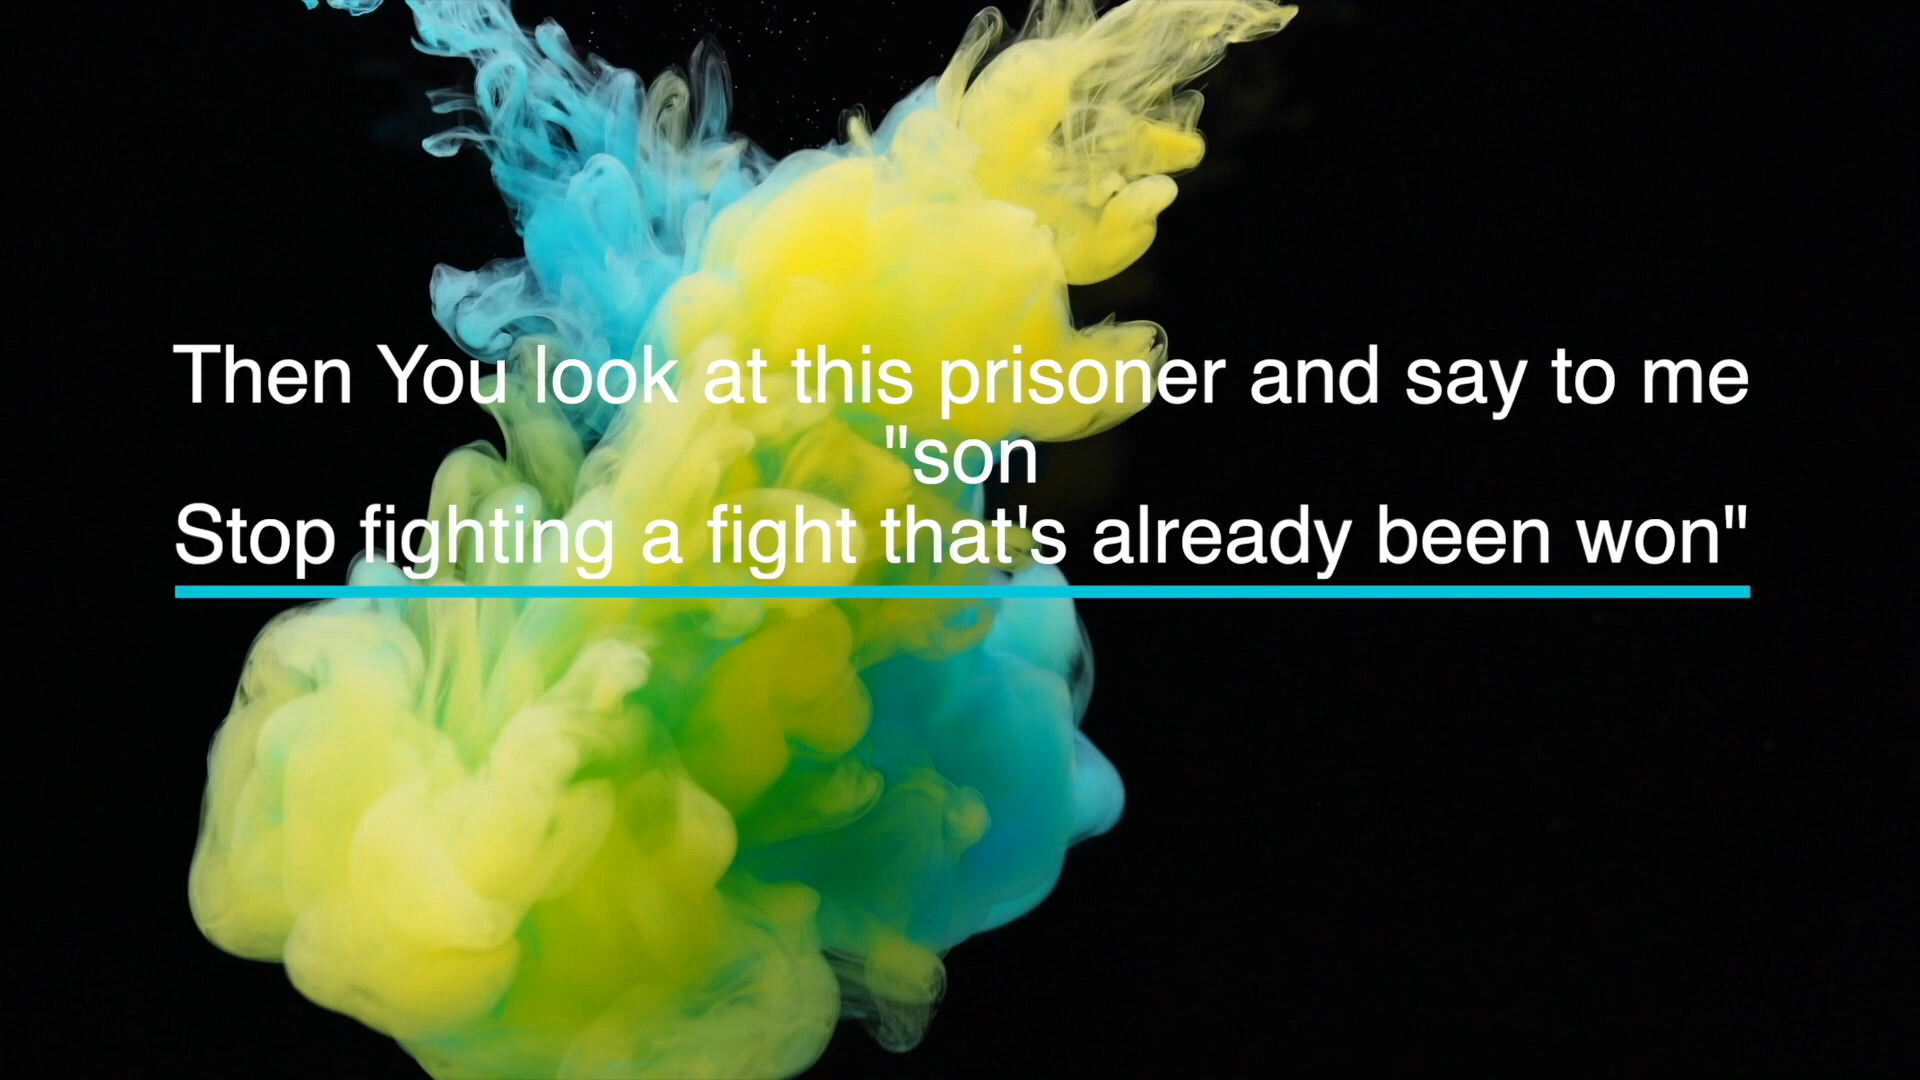 Then You look at this prisoner and say to me
"son
Stop fighting a fight that's already been won"